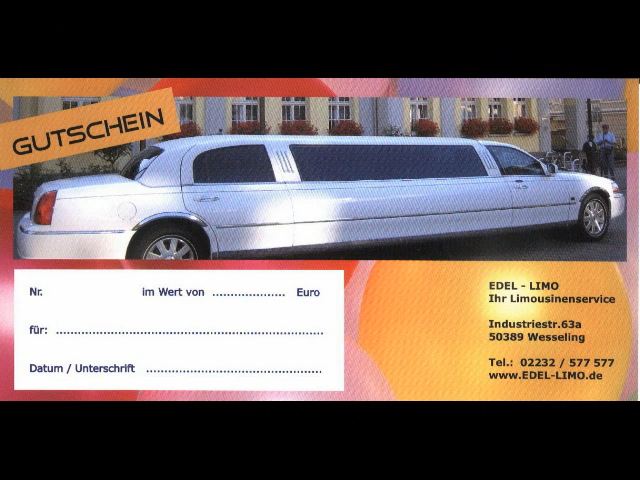 GUTSCHEIN
Nr. im Wert von ...................... Euro
für: ................................................................................
Datum / Unterschrift .....................................................
EDEL - LIMO
Ihr Limousinenservice
Industriestr.63a
50389 Wesseling
Tel.: 02232 / 577 577
www.EDEL-LIMO.de